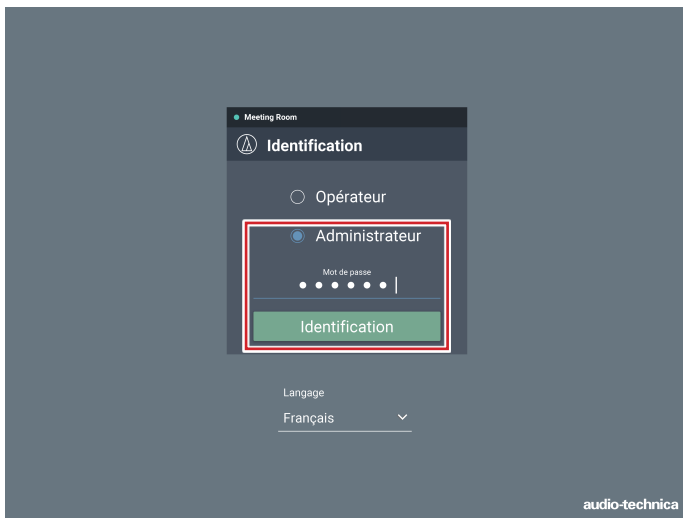 Meeting Room
Identification
Opérateur
Administrateur
Mot de passe
Identification
Langage
Français
audio-technica